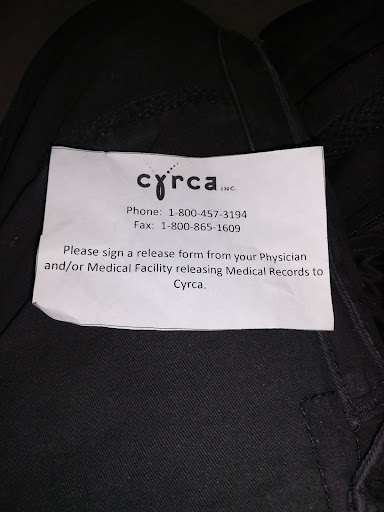 cyrca INC.
Phone: 1-800-457-3194
Fax: 1-800-865-1609
Please sign a release form from your Physician
and/or Medical Facility releasing Medical Records to
Cyrca.